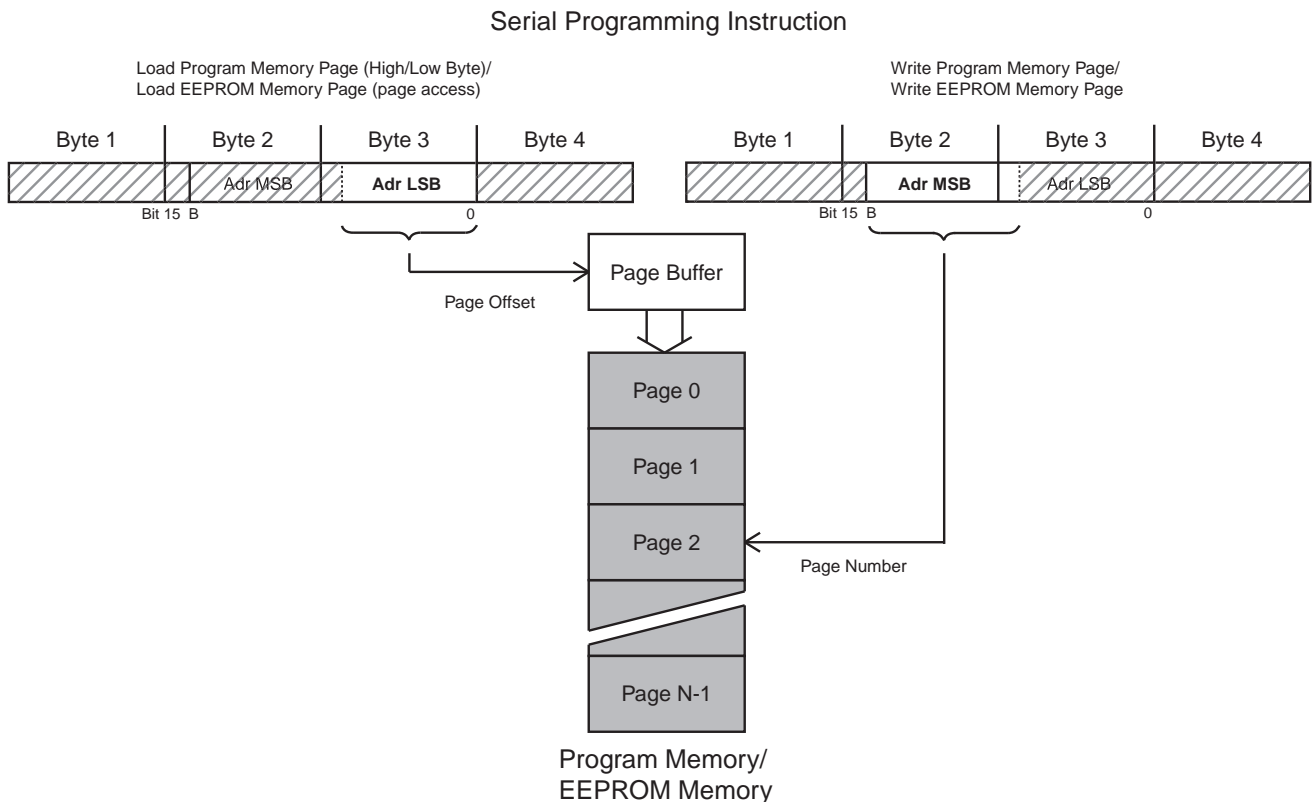 Serial Programming Instruction
Load Program Memory Page (High/Low Byte)/
Load EEPROM Memory Page (page access)
Write Program Memory Page/
Write EEPROM Memory Page
Byte 1 Byte 2 Byte 3 Byte 4
Byte 1 Byte 2 Byte 3 Byte 4
Adr MSB Adr LSB
Adr MSB Adr LSB
Bit 15 B 0
Bit 15 B 0
Page Buffer
Page Offset
Page 0
Page 1
Page 2
Page Number
Page N-1
Program Memory/
EEPROM Memory